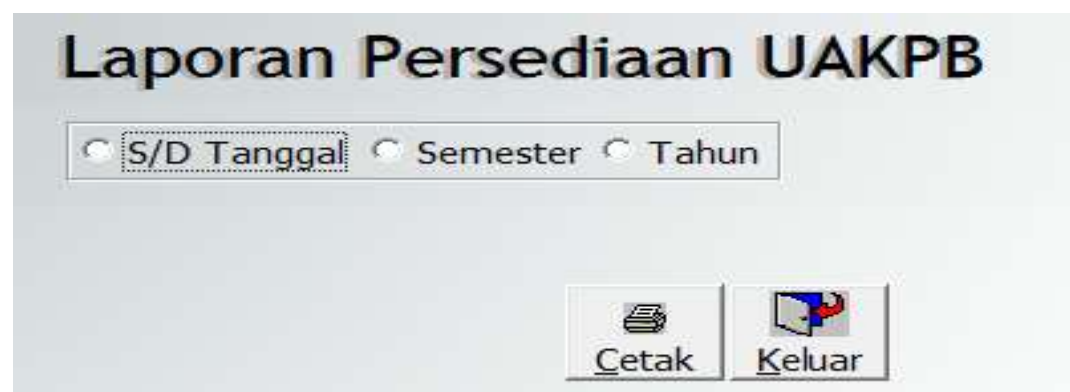 Laporan Persediaan UAKPB
S/D Tanggal Semester Tahun
Cetak Keluar